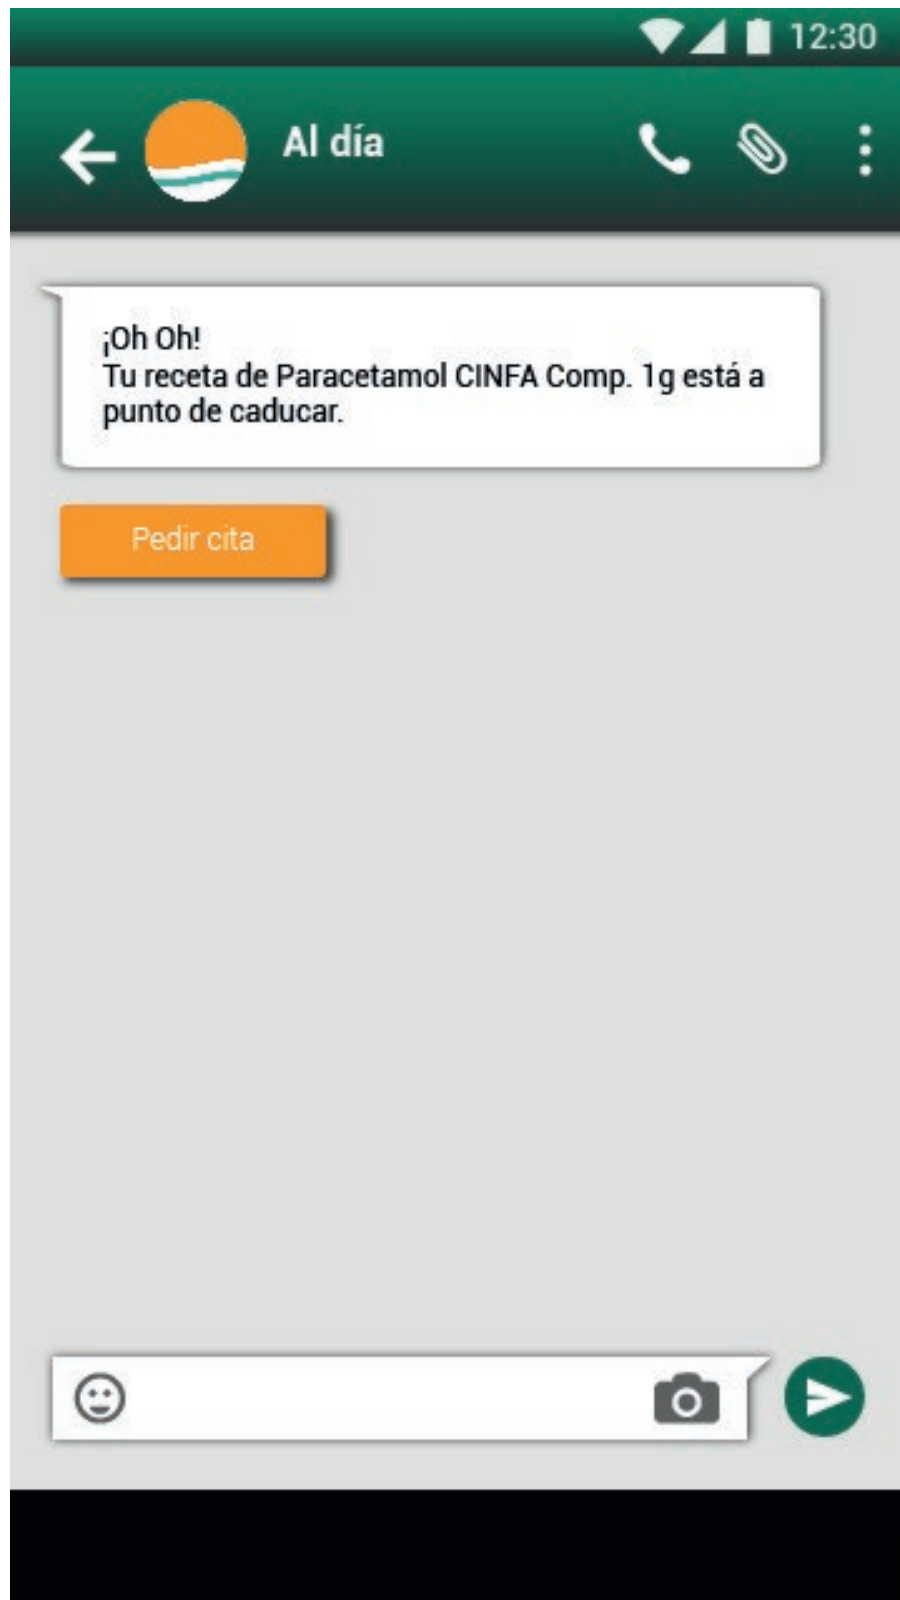 12:30
Al día
¡Oh Oh!
Tu receta de Paracetamol CINFA Comp. 1g está a
punto de caducar.
Pedir cita